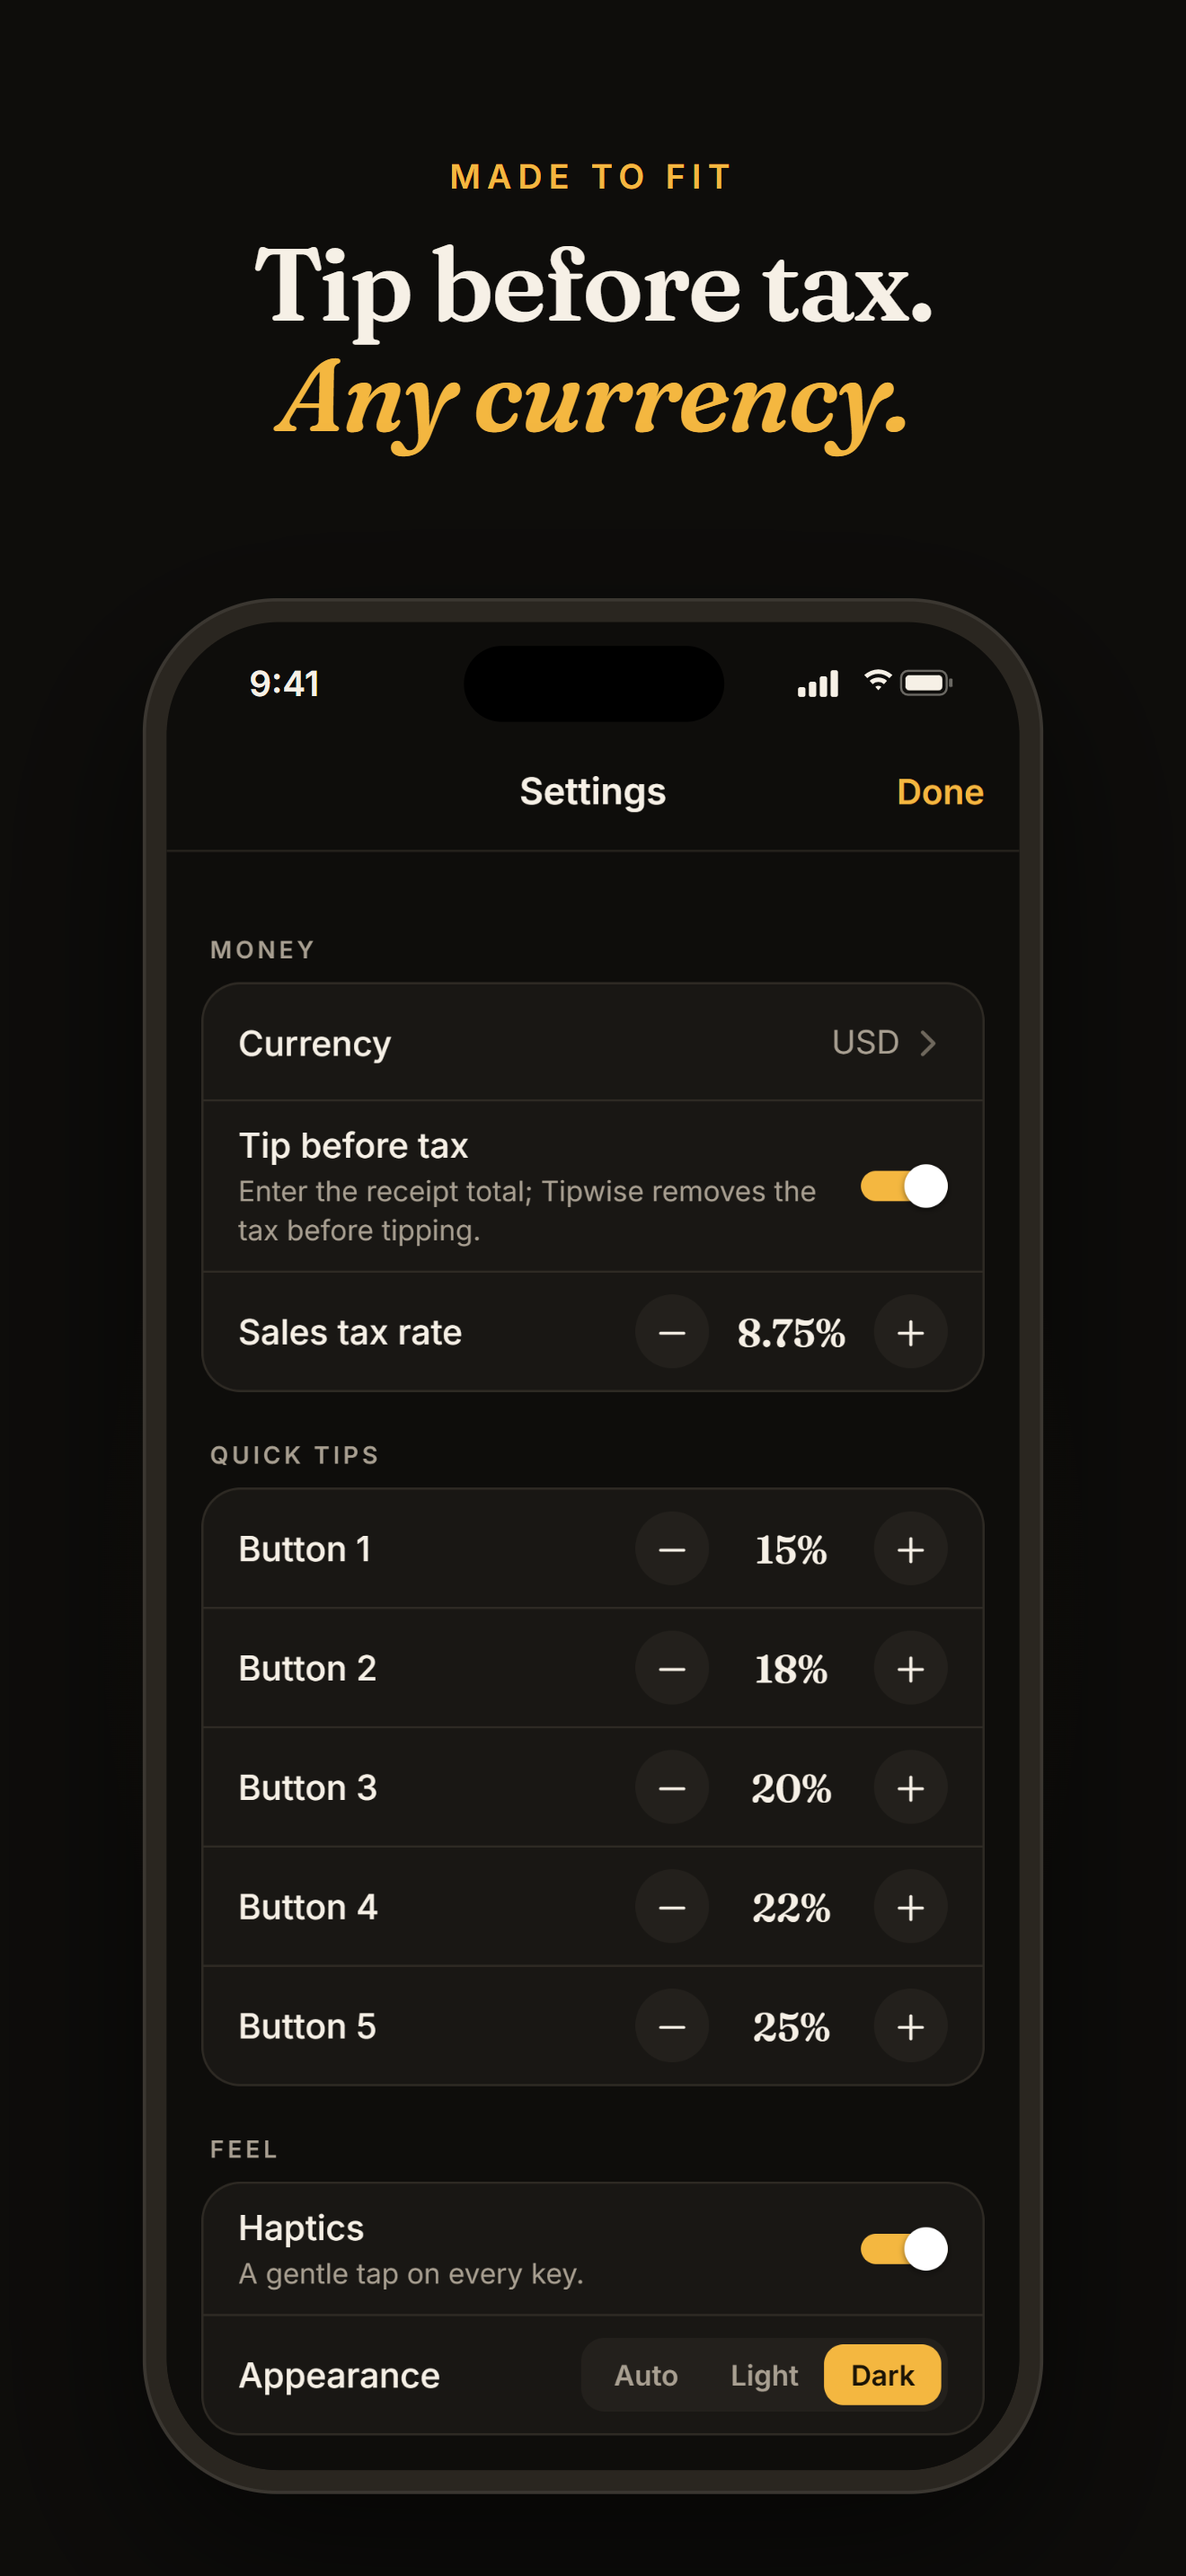 MADE TO FIT
Tip before tax.
Any currency.
9:41
Settings
Done
MONEY
Currency
USD
Tip before tax
Enter the receipt total; Tipwise removes the
tax before tipping.
Sales tax rate
− 8.75% +
QUICK TIPS
Button 1
− 15% +
Button 2
− 18% +
Button 3
− 20% +
Button 4
− 22% +
Button 5
− 25% +
FEEL
Haptics
A gentle tap on every key.
Appearance
Auto Light Dark